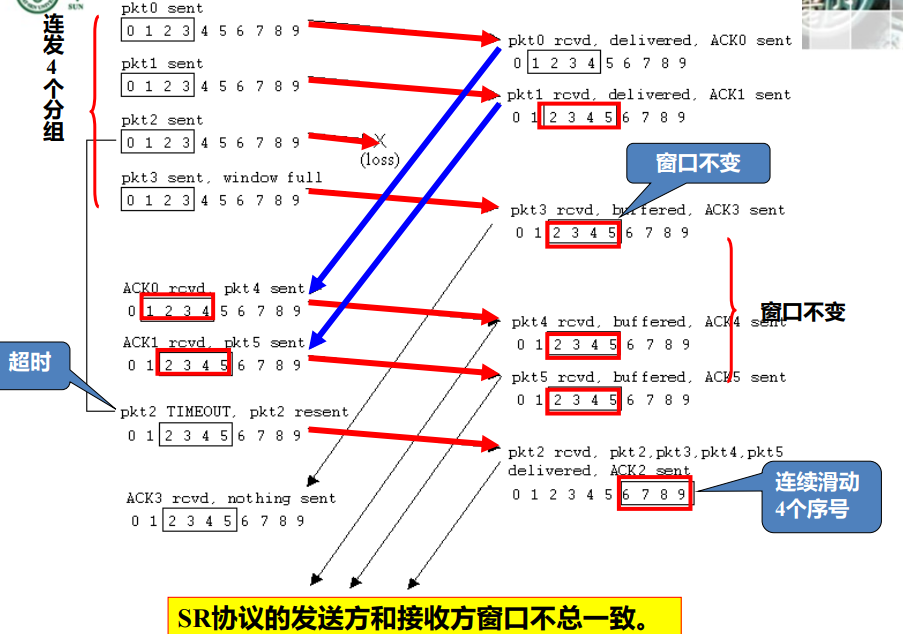 SUN
连发4个分组
pkt0 sent
0 1 2 3 4 5 6 7 8 9
pkt1 sent
0 1 2 3 4 5 6 7 8 9
pkt2 sent
0 1 2 3 4 5 6 7 8 9
(loss)
pkt3 sent, window full
0 1 2 3 4 5 6 7 8 9
pkt0 rcvd, delivered, ACK0 sent
0 1 2 3 4 5 6 7 8 9
pkt1 rcvd, delivered, ACK1 sent
0 1 2 3 4 5 6 7 8 9
窗口不变
pkt3 rcvd, buffered, ACK3 sent
0 1 2 3 4 5 6 7 8 9
ACK0 rcvd, pkt4 sent
0 1 2 3 4 5 6 7 8 9
ACK1 rcvd, pkt5 sent
0 1 2 3 4 5 6 7 8 9
窗口不变
pkt4 rcvd, buffered, ACK4 sent
0 1 2 3 4 5 6 7 8 9
pkt5 rcvd, buffered, ACK5 sent
0 1 2 3 4 5 6 7 8 9
超时
pkt2 TIMEOUT, pkt2 resent
0 1 2 3 4 5 6 7 8 9
pkt2 rcvd, pkt2,pkt3,pkt4,pkt5
delivered, ACK2 sent
0 1 2 3 4 5 6 7 8 9
连续滑动
4个序号
ACK3 rcvd, nothing sent
0 1 2 3 4 5 6 7 8 9
SR协议的发送方和接收方窗口不总一致。